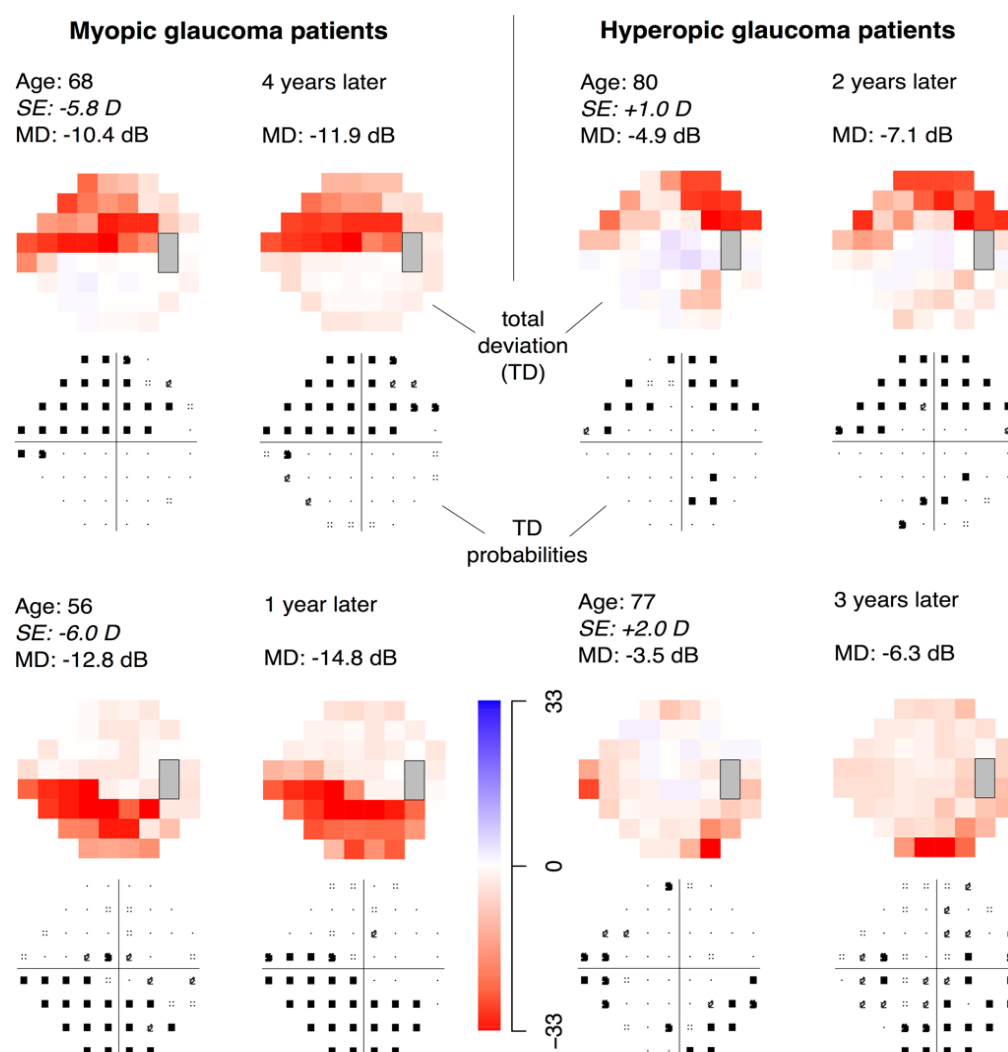 Myopic glaucoma patients
Hyperopic glaucoma patients
Age: 68
SE: -5.8 D
MD: -10.4 dB
4 years later
MD: -11.9 dB
Age: 80
SE: +1.0 D
MD: -4.9 dB
2 years later
MD: -7.1 dB
total
deviation
(TD)
TD
probabilities
Age: 56
SE: -6.0 D
MD: -12.8 dB
1 year later
MD: -14.8 dB
Age: 77
SE: +2.0 D
MD: -3.5 dB
3 years later
MD: -6.3 dB
33
0
−33